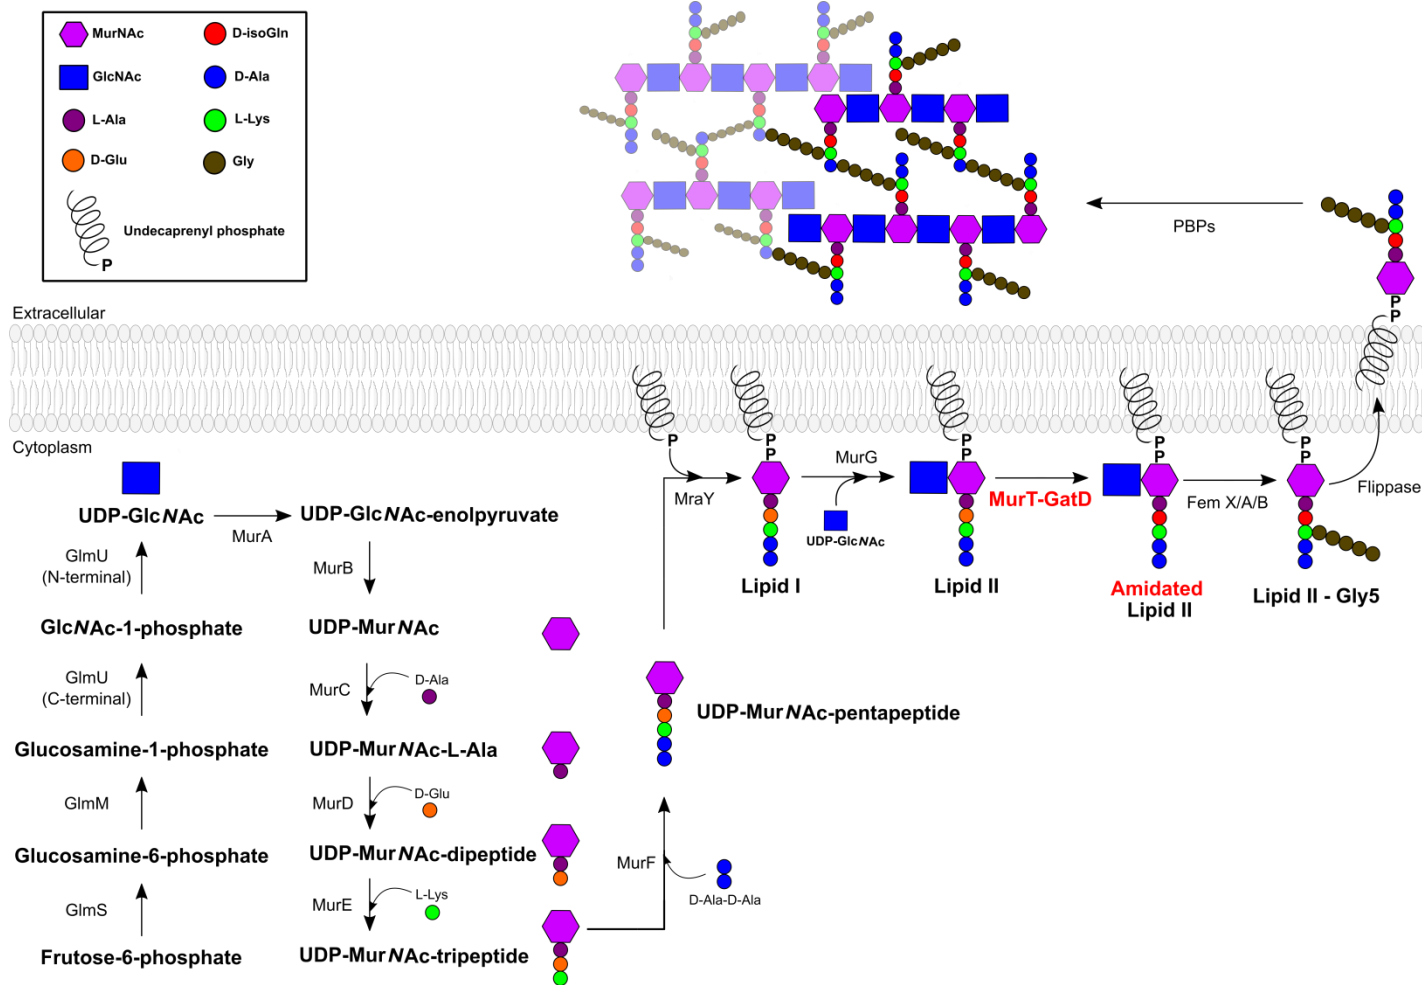 MurNAc
D-isoGln
GlcNAc
D-Ala
L-Ala
L-Lys
D-Glu
Gly
Undecaprenyl phosphate
P
PBPs
P
P
Extracellular
Cytoplasm
P
P
P
P
P
P
P
P
P
MurG
MraY
UDP-GlcNAc
MurT-GatD
Fem X/A/B
Flippase
Lipid I
Lipid II
Amidated
Lipid II
Lipid II - Gly5
UDP-GlcNAc
MurA
UDP-GlcNAc-enolpyruvate
GlmU
(N-terminal)
MurB
GlcNAc-1-phosphate
UDP-MurNAc
GlmU
(C-terminal)
MurC
D-Ala
UDP-MurNAc-pentapeptide
Glucosamine-1-phosphate
UDP-MurNAc-L-Ala
GlmM
MurD
D-Glu
Glucosamine-6-phosphate
UDP-MurNAc-dipeptide
MurF
D-Ala-D-Ala
GlmS
MurE
L-Lys
Frutose-6-phosphate
UDP-MurNAc-tripeptide